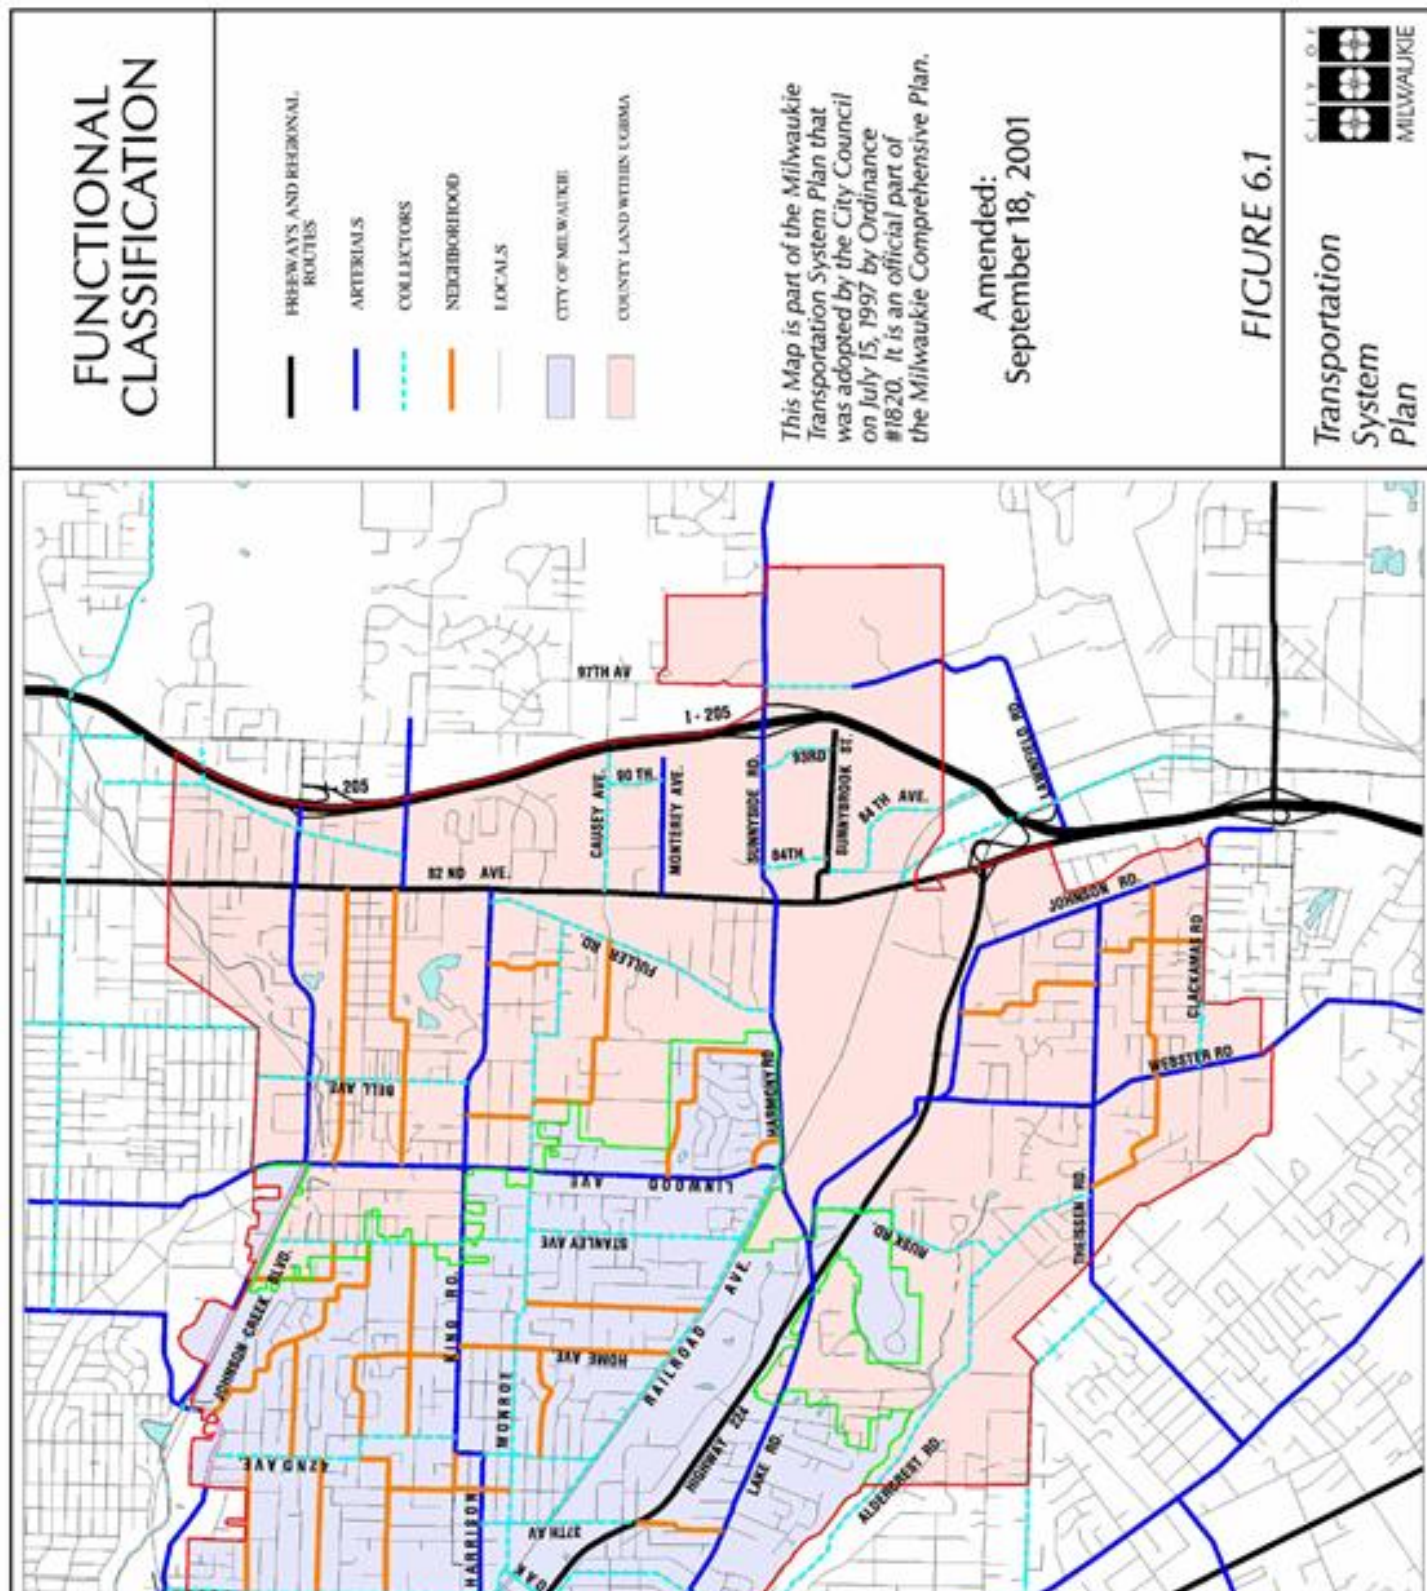 FUNCTIONAL
CLASSIFICATION
FREEWAYS AND REGIONAL
ROUTES
ARTERIALS
COLLECTORS
NEIGHBORHOOD
LOCALS
CITY OF MILWAUKIE
COUNTY LAND WITHIN UGBMA
This Map is part of the Milwaukie
Transportation System Plan that
was adopted by the City Council
on July 15, 1997 by Ordinance
#1820. It is an official part of
the Milwaukie Comprehensive Plan.
Amended:
September 18, 2001
FIGURE 6.1
Transportation
System
Plan
CITY OF
MILWAUKIE
97TH AV
I - 205
205
CAUSEY AVE.
90 TH.
MONTEREY AVE.
SUNNYSIDE RD.
93RD
SUNNYBROOK ST.
84 TH AVE.
84TH
LAWNFIELD RD.
82 ND AVE.
JOHNSON RD.
FULLER RD.
CLACKAMAS RD
WEBSTER RD
BELL AVE.
HARMONY RD
LINWOOD AVE
STANLEY AVE
RUSK RD.
THIESSEN RD.
JOHNSON CREEK BLVD.
KING RD.
HOME AVE.
RAILROAD AVE.
MONROE
HIGHWAY 224
LAKE RD.
ALDERCREST RD.
42ND AVE.
HARRISON
37TH AV
OAK